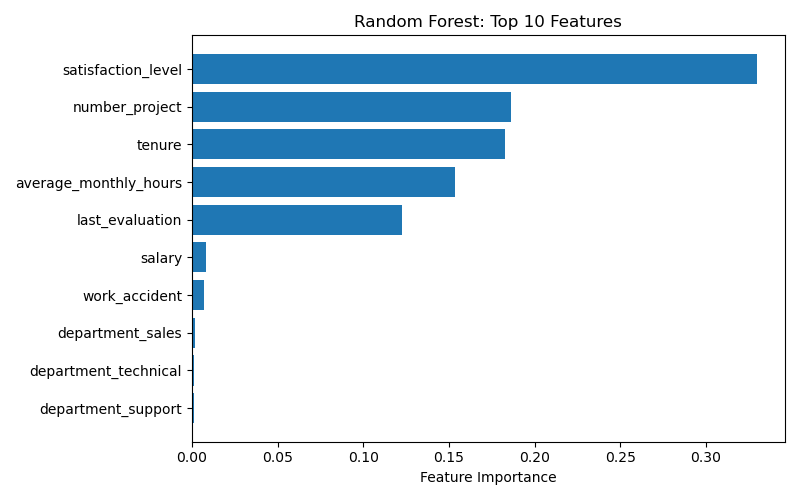 Random Forest: Top 10 Features
satisfaction_level
number_project
tenure
average_monthly_hours
last_evaluation
salary
work_accident
department_sales
department_technical
department_support
0.00 0.05 0.10 0.15 0.20 0.25 0.30
Feature Importance